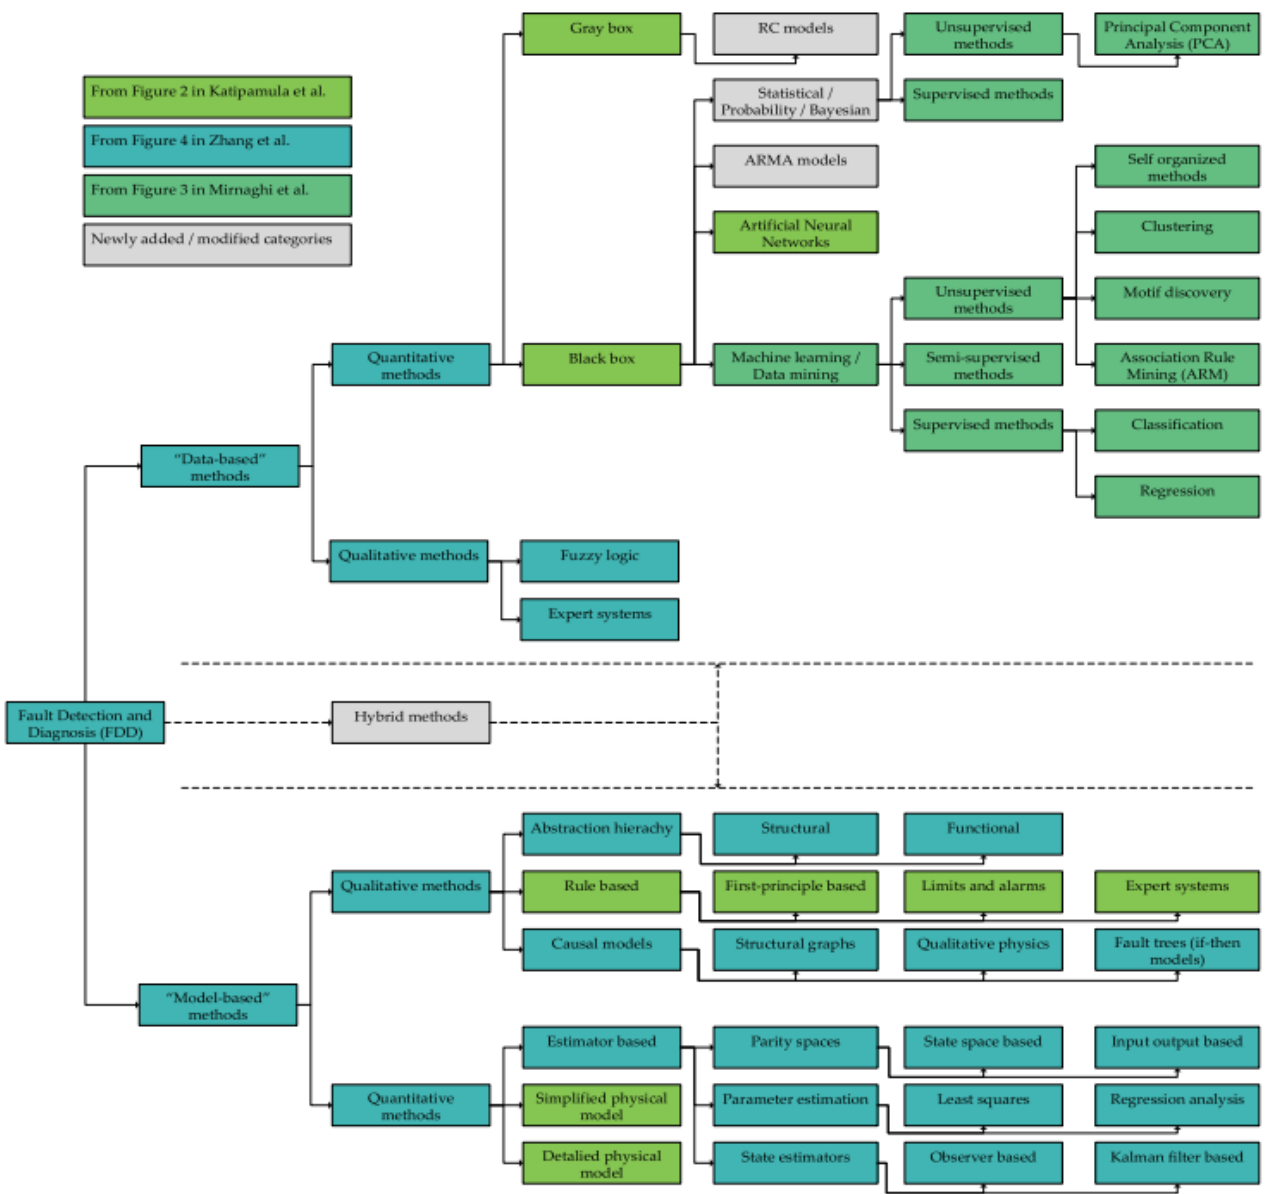 Gray box
RC models
Unsupervised
methods
Principal Component
Analysis (PCA)
From Figure 2 in Katipamula et al.
Statistical /
Probability / Bayesian
Supervised methods
From Figure 4 in Zhang et al.
ARMA models
Self organized
methods
From Figure 3 in Mirnaghi et al.
Artificial Neural
Networks
Clustering
Newly added / modified categories
Unsupervised
methods
Motif discovery
Quantitative
methods
Black box
Machine learning /
Data mining
Semi-supervised
methods
Association Rule
Mining (ARM)
Supervised methods
Classification
"Data-based"
methods
Regression
Qualitative methods
Fuzzy logic
Expert systems
Fault Detection and
Diagnosis (FDD)
Hybrid methods
Abstraction hierachy
Structural
Functional
Qualitative methods
Rule based
First-principle based
Limits and alarms
Expert systems
Causal models
Structural graphs
Qualitative physics
Fault trees (if-then
models)
"Model-based"
methods
Estimator based
Parity spaces
State space based
Input output based
Quantitative
methods
Simplified physical
model
Parameter estimation
Least squares
Regression analysis
Detalied physical
model
State estimators
Observer based
Kalman filter based